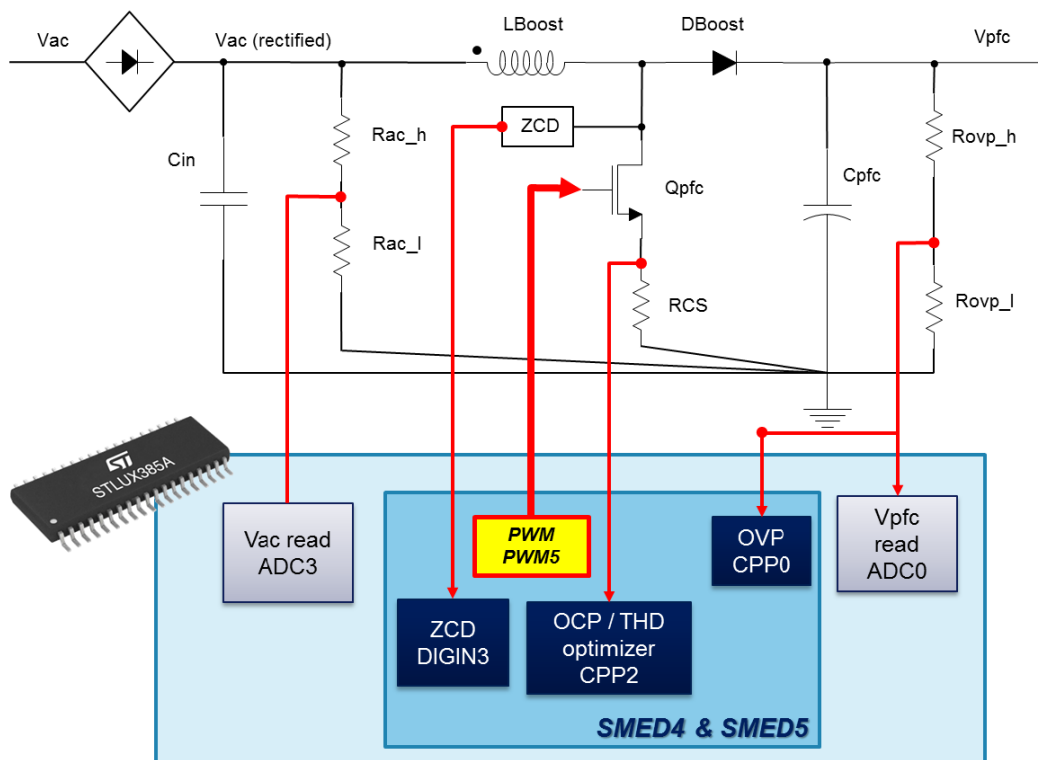 Vac
Vac (rectified)
LBoost
DBoost
Vpfc
ZCD
Rac_h
Rovp_h
Cin
Qpfc
Cpfc
Rac_l
RCS
Rovp_l
ST
STLUX385A
Vac read
ADC3
PWM
PWM5
OVP
CPP0
Vpfc
read
ADC0
ZCD
DIGIN3
OCP / THD
optimizer
CPP2
SMED4 & SMED5